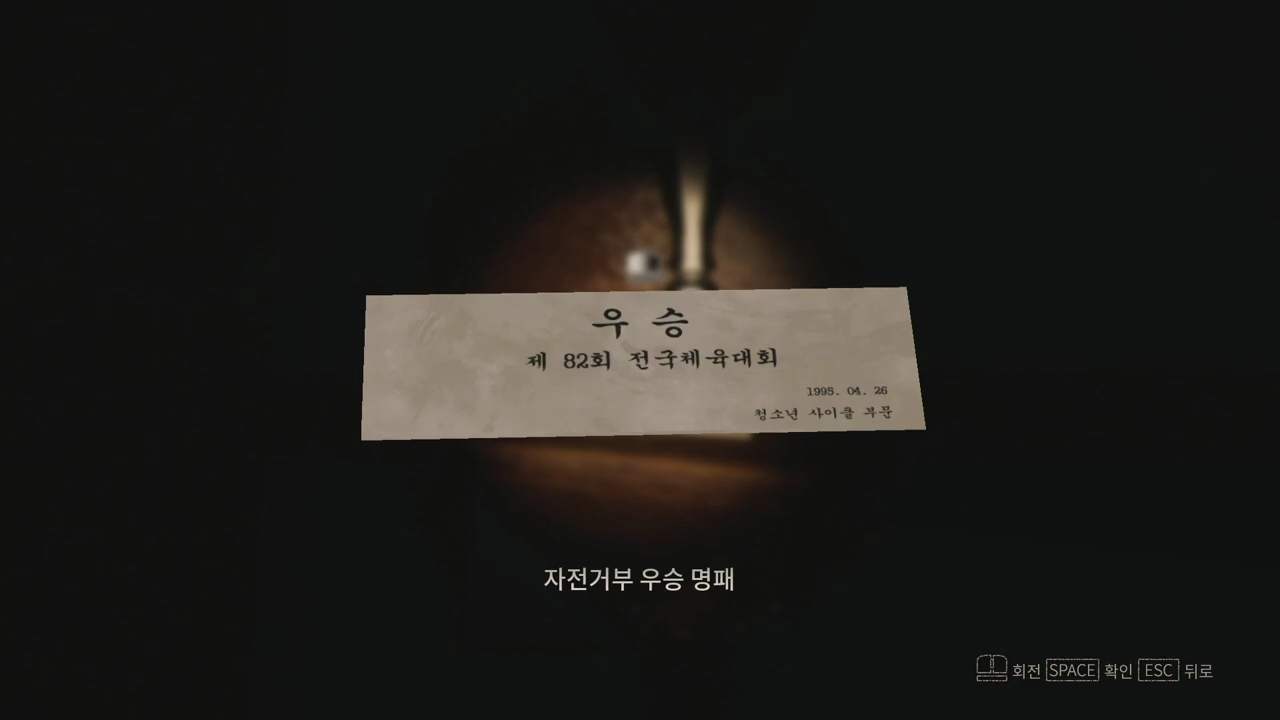 우 승
제 82회 전국체육대회
1995. 04. 26
청소년 사이클 부문
자전거부 우승 명패
회전 SPACE 확인 ESC 뒤로